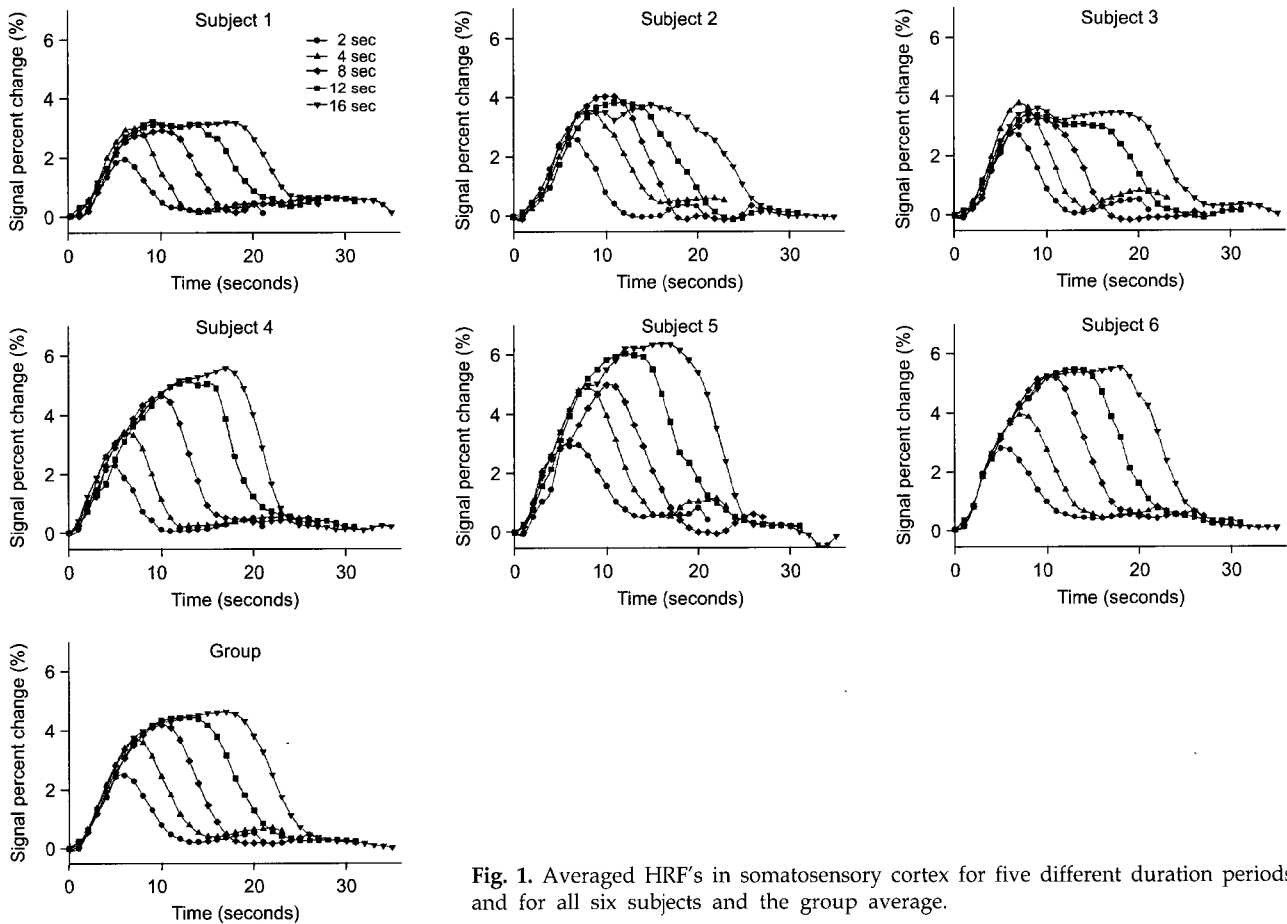 Subject 1
Signal percent change (%)
6
4
2
0
2 sec
4 sec
8 sec
12 sec
16 sec
0 10 20 30
Time (seconds)
Subject 2
Signal percent change (%)
6
4
2
0
0 10 20 30
Time (seconds)
Subject 3
Signal percent change (%)
6
4
2
0
0 10 20 30
Time (seconds)
Subject 4
Signal percent change (%)
6
4
2
0
0 10 20 30
Time (seconds)
Subject 5
Signal percent change (%)
6
4
2
0
0 10 20 30
Time (seconds)
Subject 6
Signal percent change (%)
6
4
2
0
0 10 20 30
Time (seconds)
Group
Signal percent change (%)
6
4
2
0
0 10 20 30
Time (seconds)
Fig. 1. Averaged HRF's in somatosensory cortex for five different duration periods
and for all six subjects and the group average.